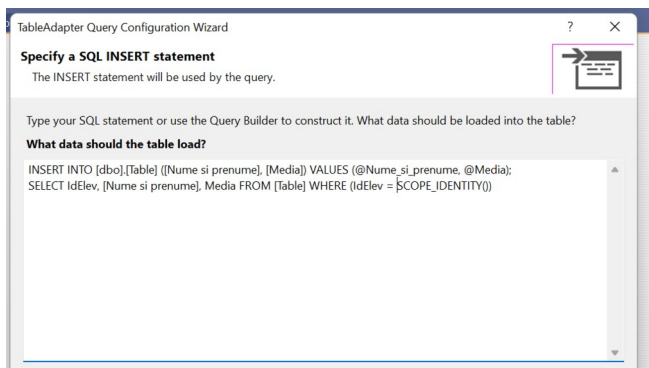 TableAdapter Query Configuration Wizard
Specify a SQL INSERT statement
The INSERT statement will be used by the query.
Type your SQL statement or use the Query Builder to construct it. What data should be loaded into the table?
What data should the table load?
INSERT INTO [dbo].[Table] ([Nume si prenume], [Media]) VALUES (@Nume_si_prenume, @Media);
SELECT IdElev, [Nume si prenume], Media FROM [Table] WHERE (IdElev = SCOPE_IDENTITY())